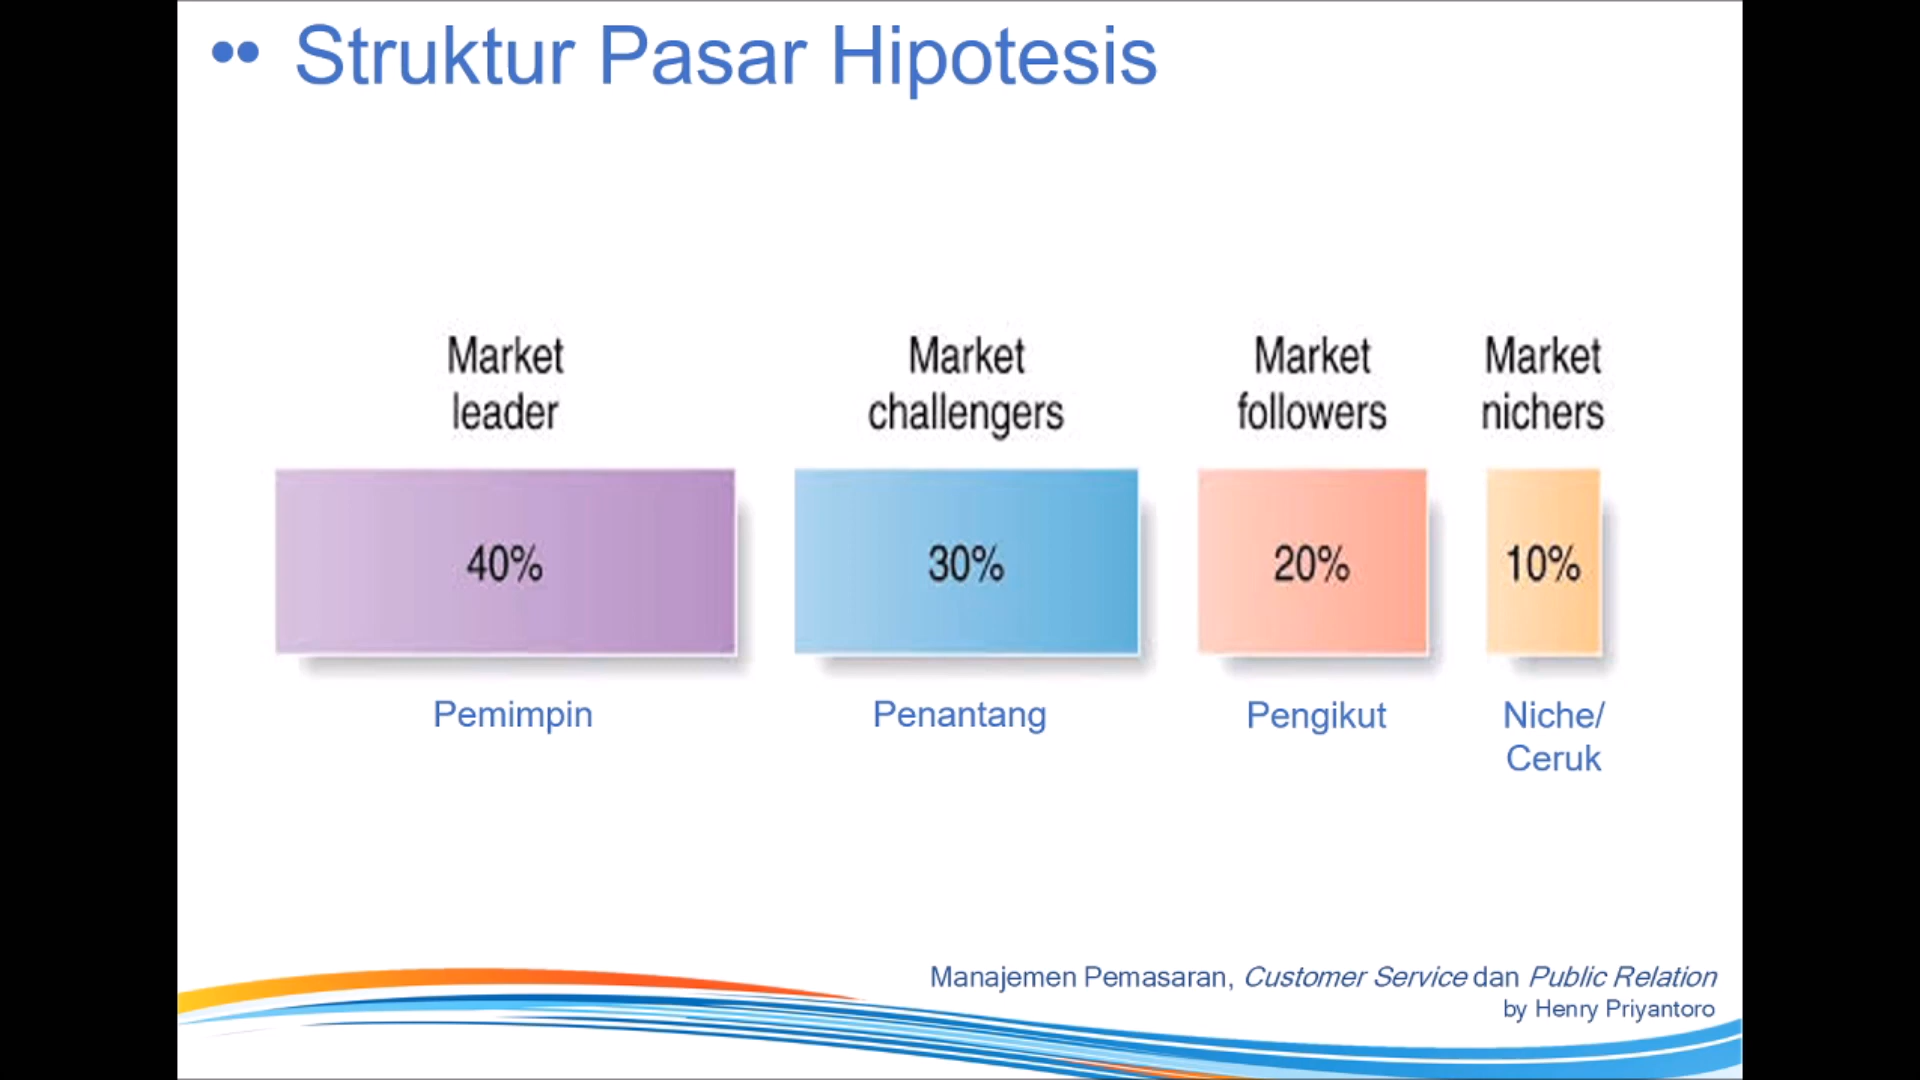 •• Struktur Pasar Hipotesis
Market leader
Market challengers
Market followers
Market nichers
40%
30%
20%
10%
Pemimpin
Penantang
Pengikut
Niche/
Ceruk
Manajemen Pemasaran, Customer Service dan Public Relation
by Henry Priyantoro